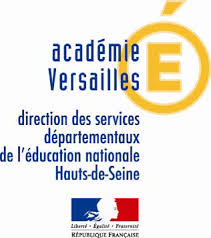 académie
Versailles
É
direction des services
départementaux
de l'éducation nationale
Hauts-de-Seine
Liberté • Égalité • Fraternité
RÉPUBLIQUE FRANÇAISE